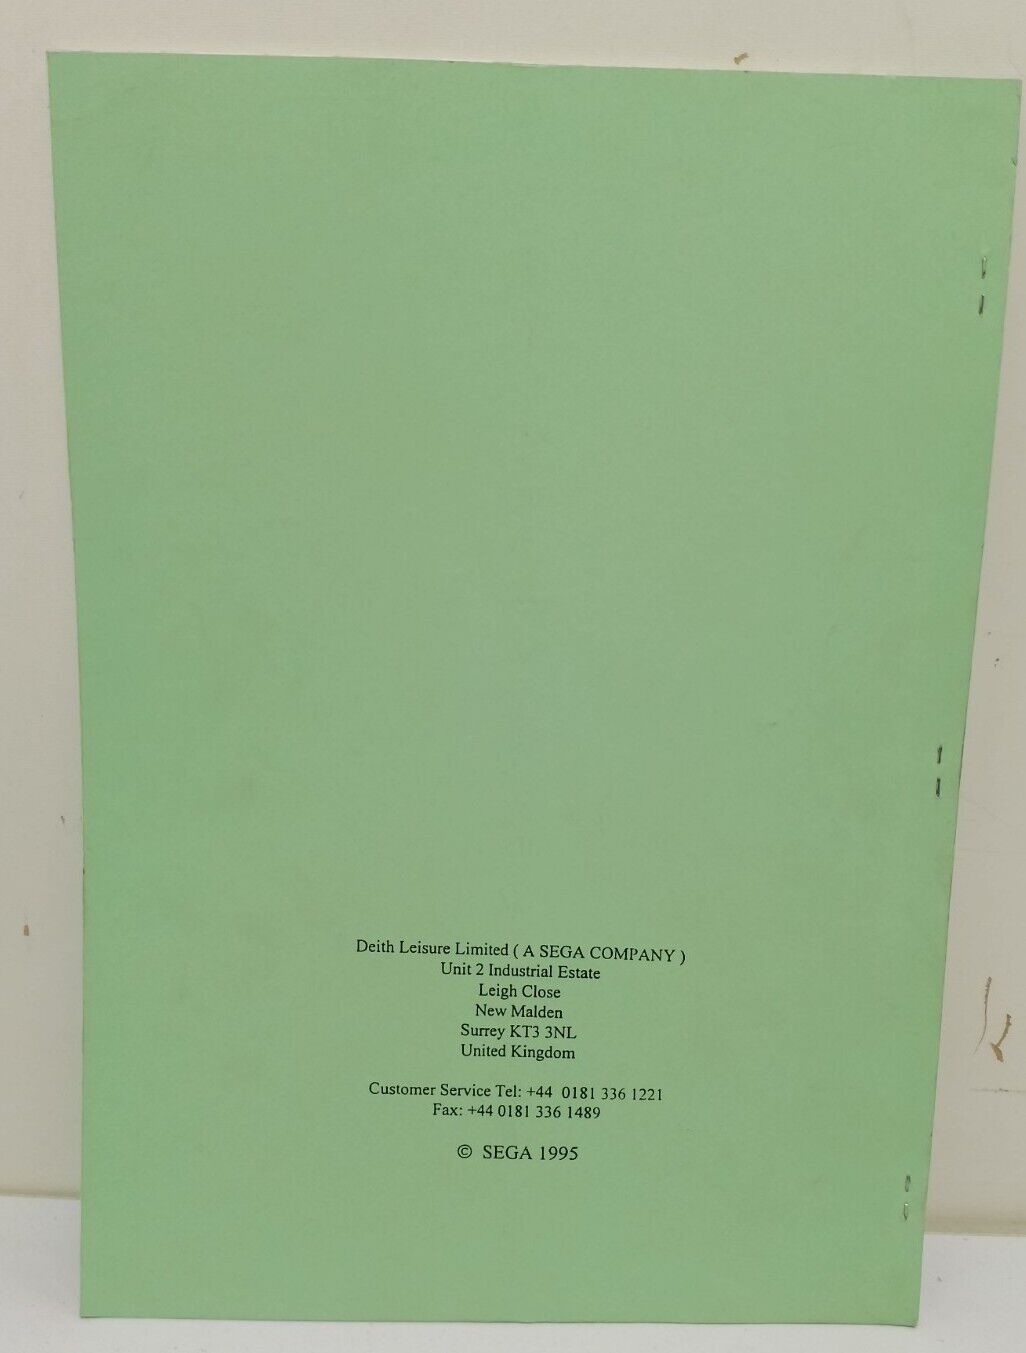 Deith Leisure Limited ( A SEGA COMPANY )
Unit 2 Industrial Estate
Leigh Close
New Malden
Surrey KT3 3NL
United Kingdom
Customer Service Tel: +44 0181 336 1221
Fax: +44 0181 336 1489
© SEGA 1995